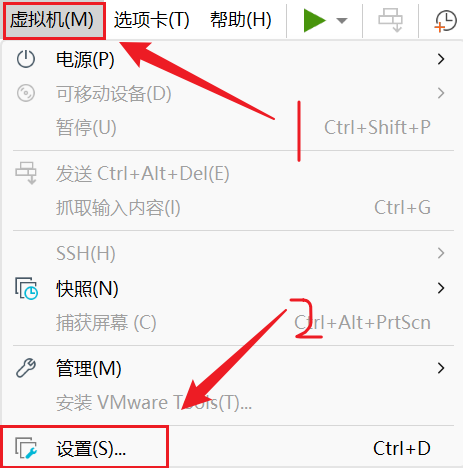 虚拟机(M) 选项卡(T) 帮助(H)
电源(P)
可移动设备(D)
1
暂停(U) Ctrl+Shift+P
发送 Ctrl+Alt+Del(E)
抓取输入内容(I) Ctrl+G
SSH(H)
快照(N)
2
捕获屏幕 (C) Ctrl+Alt+PrtScn
管理(M)
安装 VMware Tools(T)...
设置(S)... Ctrl+D